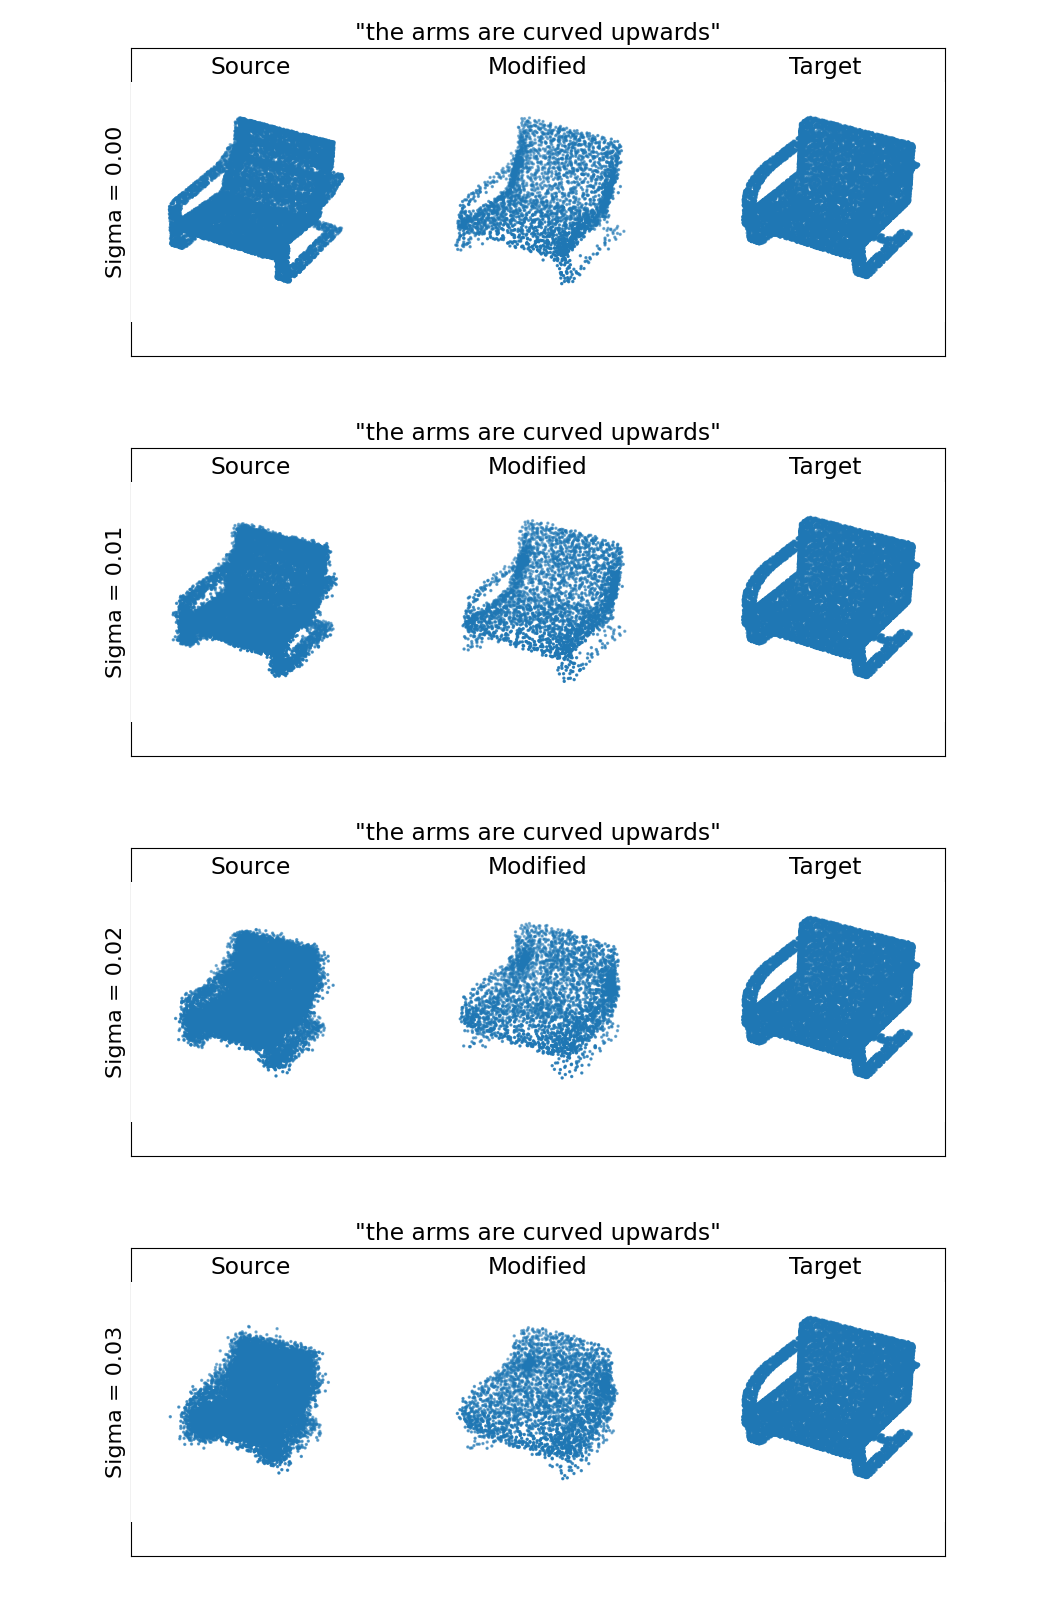 "the arms are curved upwards"
Source Modified Target
Sigma = 0.00
"the arms are curved upwards"
Source Modified Target
Sigma = 0.01
"the arms are curved upwards"
Source Modified Target
Sigma = 0.02
"the arms are curved upwards"
Source Modified Target
Sigma = 0.03